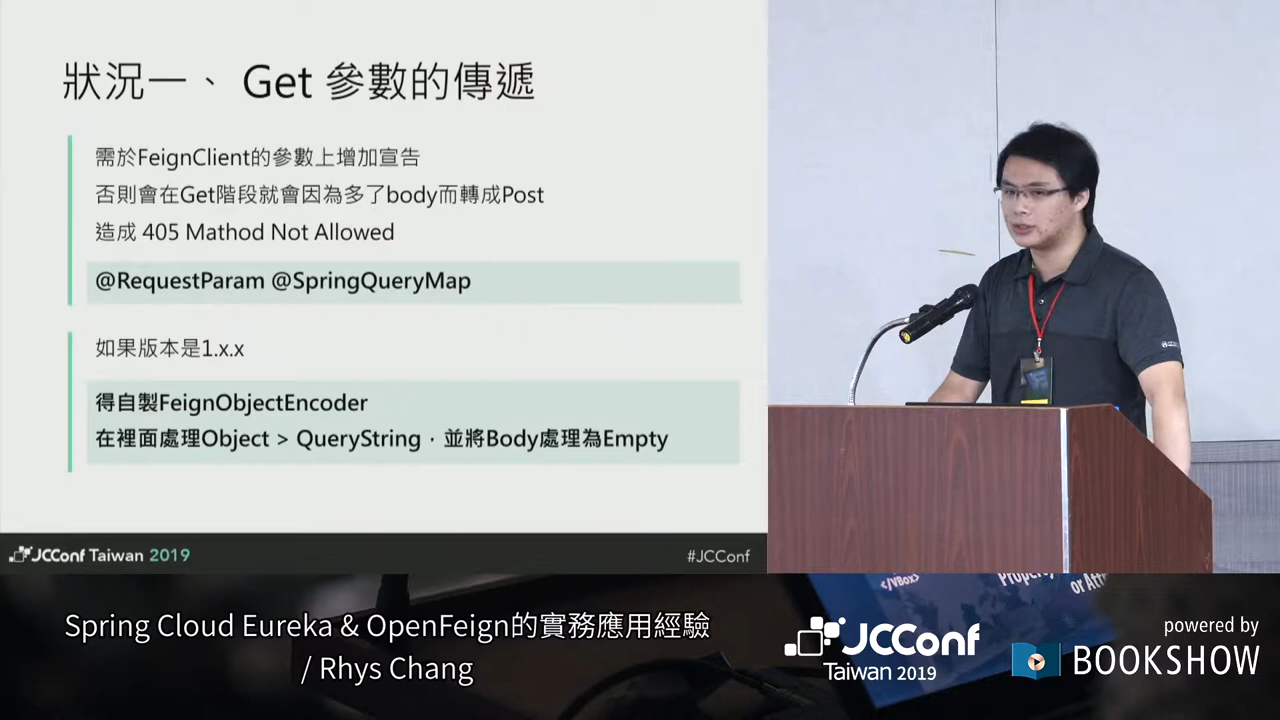 狀況一、 Get 參數的傳遞
需於FeignClient的參數上增加宣告
否則會在Get階段就會因為多了body而轉成Post
造成 405 Mathod Not Allowed
@RequestParam @SpringQueryMap
如果版本是1.x.x
得自製FeignObjectEncoder
在裡面處理Object > QueryString，並將Body處理為Empty
JCConf Taiwan 2019
#JCConf
</VBox>
Spring Cloud Eureka & OpenFeign的實務應用經驗
/ Rhys Chang
JCConf
Taiwan 2019
powered by
BOOKSHOW